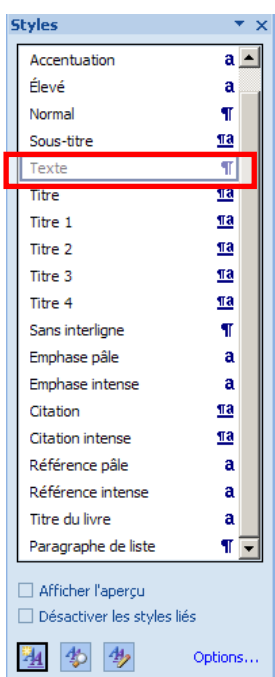 Styles
Accentuation a
Élevé a
Normal ¶
Sous-titre ¶a
Texte ¶
Titre ¶a
Titre 1 ¶a
Titre 2 ¶a
Titre 3 ¶a
Titre 4 ¶a
Sans interligne ¶
Emphase pâle a
Emphase intense a
Citation ¶a
Citation intense ¶a
Référence pâle a
Référence intense a
Titre du livre a
Paragraphe de liste ¶
Afficher l'aperçu
Désactiver les styles liés
Options...